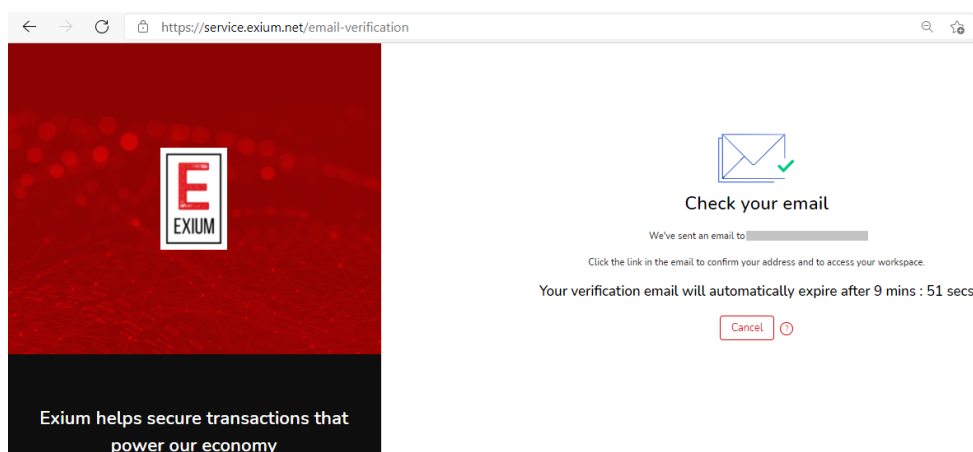 https://service.exium.net/email-verification
E
EXIUM
Exium helps secure transactions that
power our economy
Check your email
We've sent an email to
Click the link in the email to confirm your address and to access your workspace.
Your verification email will automatically expire after 9 mins : 51 secs
Cancel ?